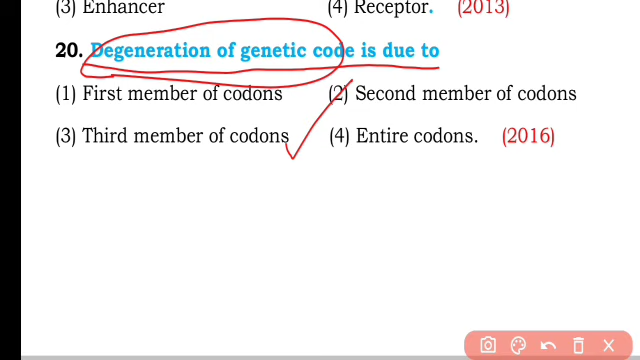 (3) Enhancer (4) Receptor. (2013)
20. Degeneration of genetic code is due to
(1) First member of codons (2) Second member of codons
(3) Third member of codons (4) Entire codons. (2016)